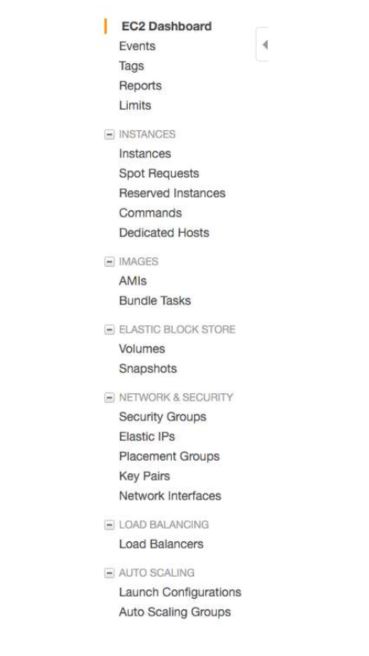 EC2 Dashboard
Events
Tags
Reports
Limits
INSTANCES
Instances
Spot Requests
Reserved Instances
Commands
Dedicated Hosts
IMAGES
AMIs
Bundle Tasks
ELASTIC BLOCK STORE
Volumes
Snapshots
NETWORK & SECURITY
Security Groups
Elastic IPs
Placement Groups
Key Pairs
Network Interfaces
LOAD BALANCING
Load Balancers
AUTO SCALING
Launch Configurations
Auto Scaling Groups